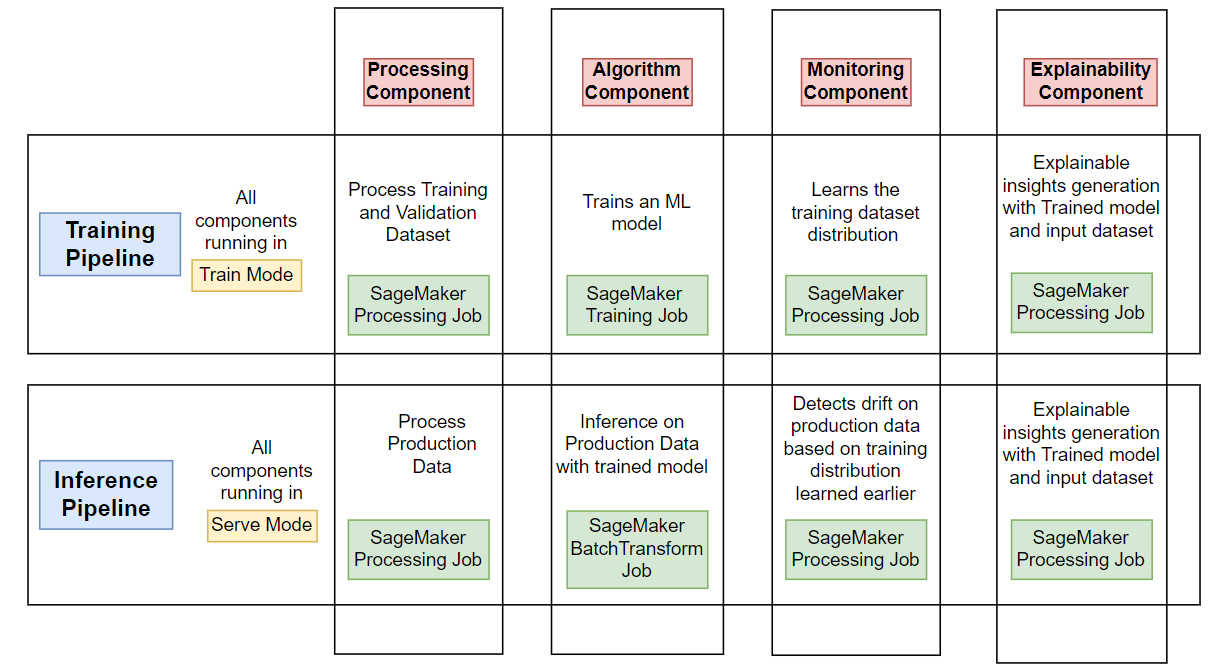 Processing
Component
Algorithm
Component
Monitoring
Component
Explainability
Component
Training
Pipeline
All
components
running in
Train Mode
Process Training
and Validation
Dataset
SageMaker
Processing Job
Trains an ML
model
SageMaker
Training Job
Learns the
training dataset
distribution
SageMaker
Processing Job
Explainable
insights generation
with Trained model
and input dataset
SageMaker
Processing Job
Inference
Pipeline
All
components
running in
Serve Mode
Process
Production
Data
SageMaker
Processing Job
Inference on
Production Data
with trained model
SageMaker
BatchTransform
Job
Detects drift on
production data
based on training
distribution
learned earlier
SageMaker
Processing Job
Explainable
insights generation
with Trained model
and input dataset
SageMaker
Processing Job